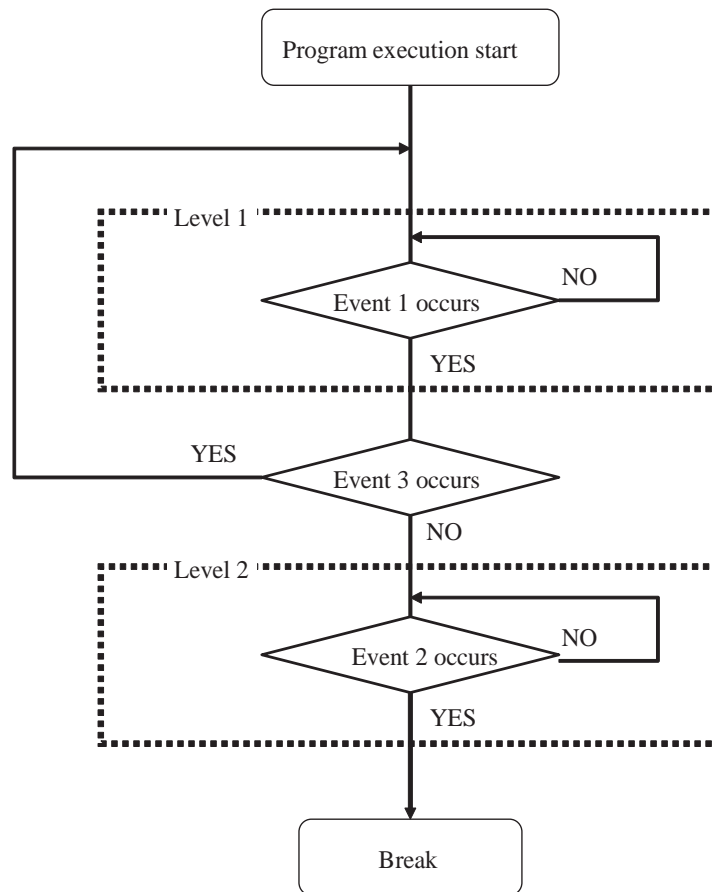 Program execution start
Level 1
NO
Event 1 occurs
YES
YES
Event 3 occurs
NO
Level 2
NO
Event 2 occurs
YES
Break